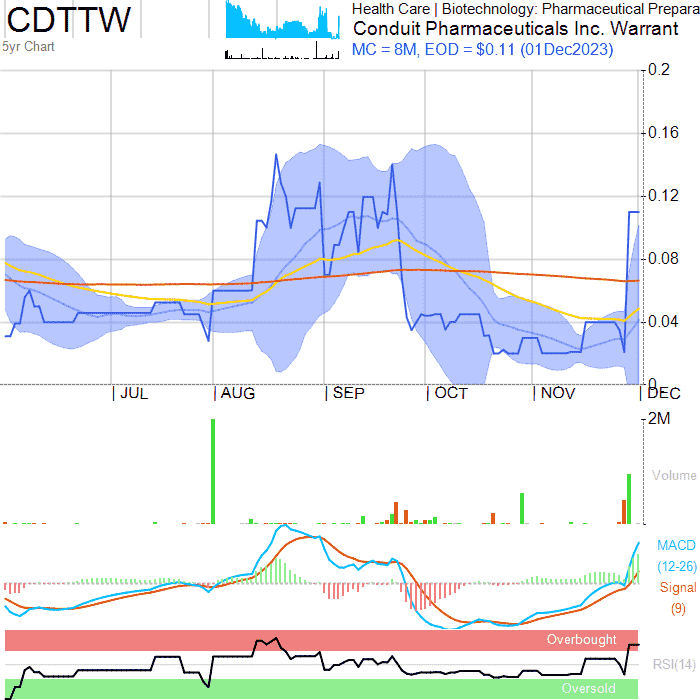 CDTTW
5yr Chart
Health Care | Biotechnology: Pharmaceutical Prepara
Conduit Pharmaceuticals Inc. Warrant
MC = 8M, EOD = $0.11 (01Dec2023)
0.2
0.16
0.12
0.08
0.04
0
JUL AUG SEP OCT NOV DEC
2M
Volume
MACD
(12-26)
Signal
(9)
Overbought
RSI(14)
Oversold